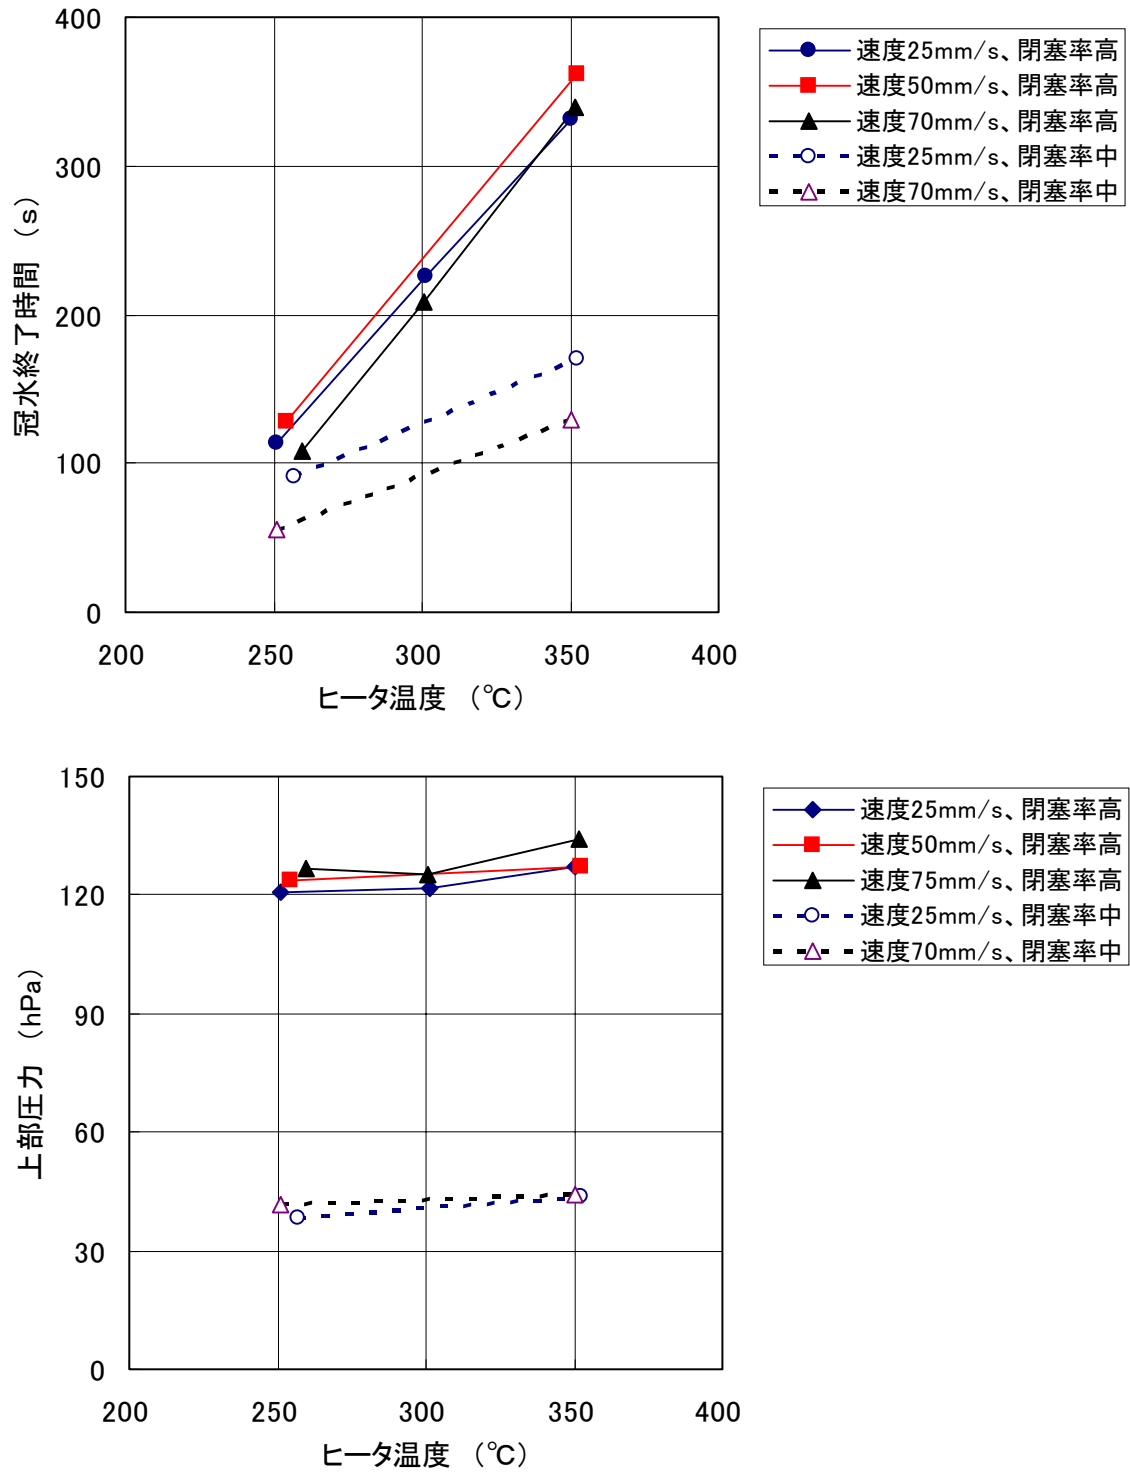 400
300
200
100
0
200 250 300 350 400
冠水終了時間 (s)
ヒータ温度 (℃)
速度25mm/s、閉塞率高
速度50mm/s、閉塞率高
速度70mm/s、閉塞率高
速度25mm/s、閉塞率中
速度70mm/s、閉塞率中
150
120
90
60
30
0
200 250 300 350 400
上部圧力 (hPa)
ヒータ温度 (℃)
速度25mm/s、閉塞率高
速度50mm/s、閉塞率高
速度75mm/s、閉塞率高
速度25mm/s、閉塞率中
速度70mm/s、閉塞率中